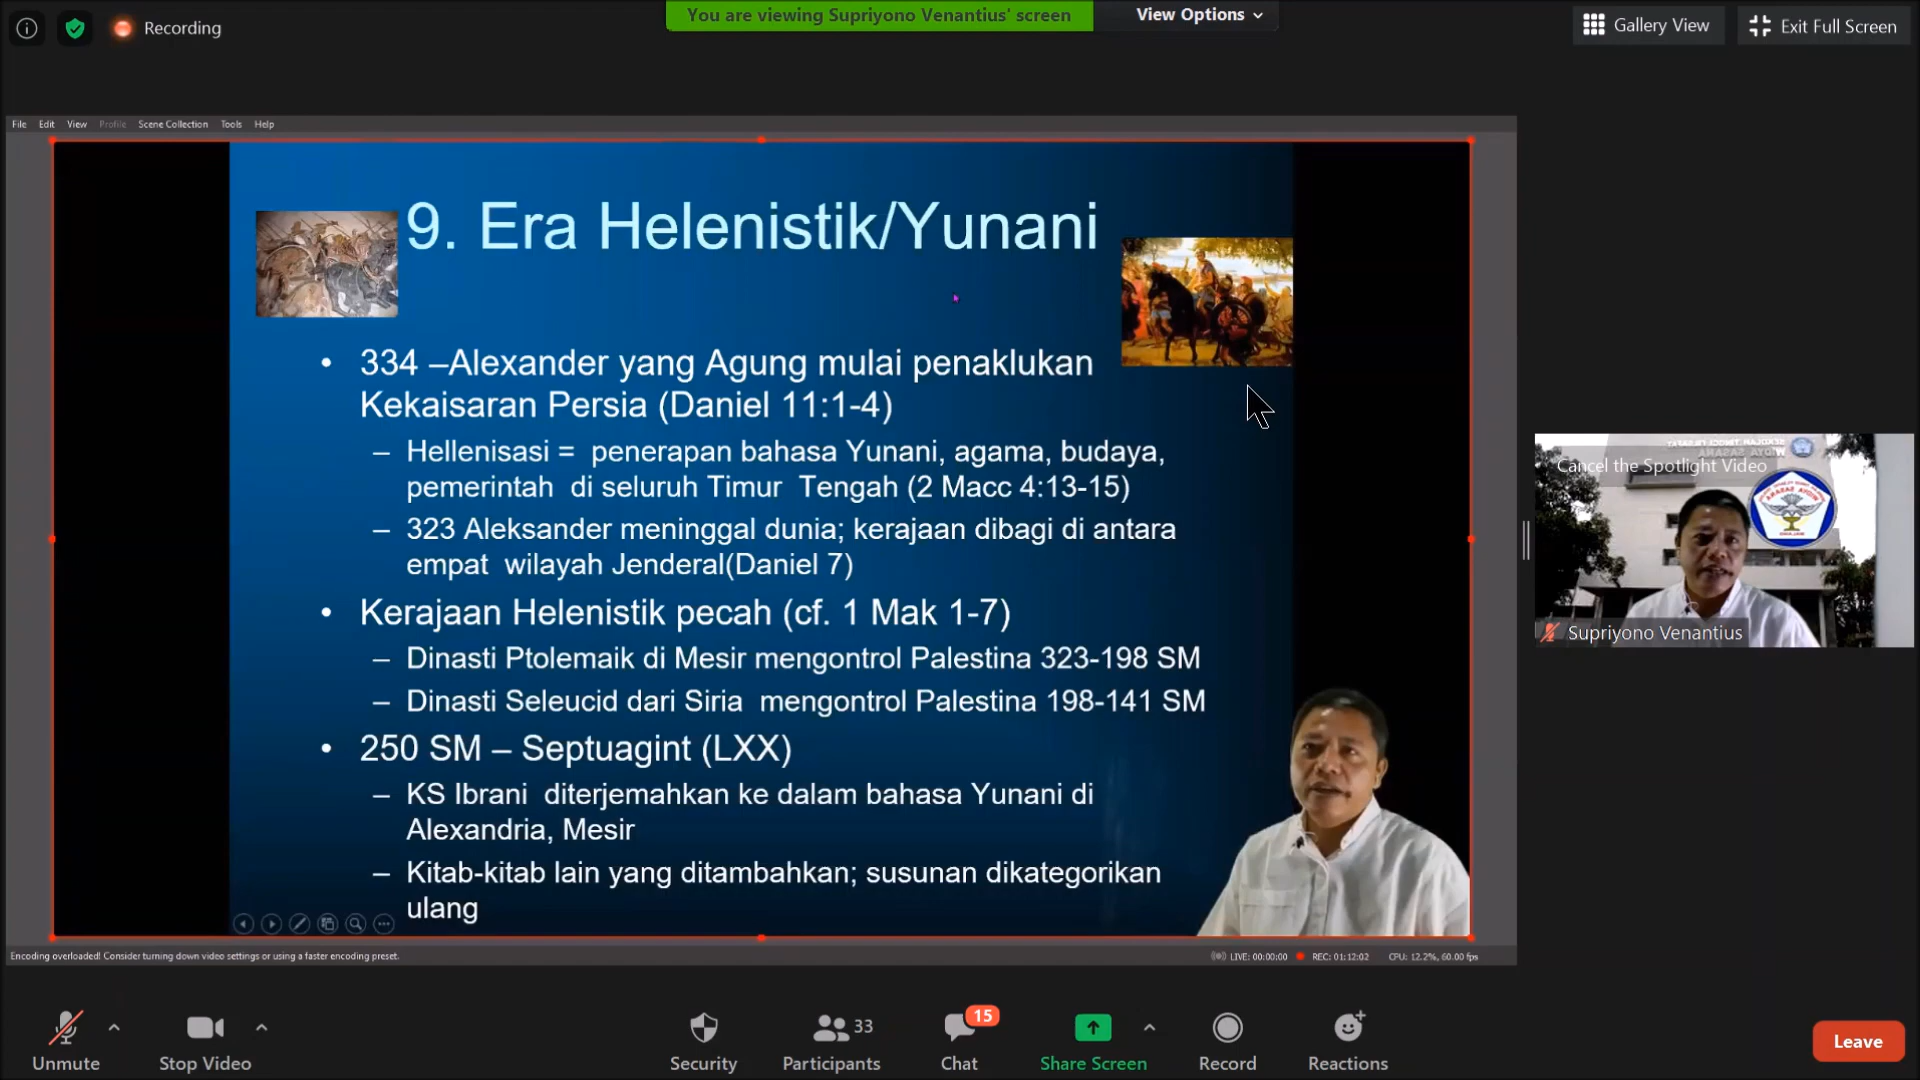 Recording
You are viewing Supriyono Venantius' screen
View Options
Gallery View
Exit Full Screen
File Edit View Profile Scene Collection Tools Help
9. Era Helenistik/Yunani
• 334 –Alexander yang Agung mulai penaklukan
Kekaisaran Persia (Daniel 11:1-4)
– Hellenisasi = penerapan bahasa Yunani, agama, budaya,
pemerintah di seluruh Timur Tengah (2 Macc 4:13-15)
– 323 Aleksander meninggal dunia; kerajaan dibagi di antara
empat wilayah Jenderal(Daniel 7)
• Kerajaan Helenistik pecah (cf. 1 Mak 1-7)
– Dinasti Ptolemaik di Mesir mengontrol Palestina 323-198 SM
– Dinasti Seleucid dari Siria mengontrol Palestina 198-141 SM
• 250 SM – Septuagint (LXX)
– KS Ibrani diterjemahkan ke dalam bahasa Yunani di
Alexandria, Mesir
– Kitab-kitab lain yang ditambahkan; susunan dikategorikan
ulang
Cancel the Spotlight Video
Supriyono Venantius
Encoding overloaded! Consider turning down video settings or using a faster encoding preset.
LIVE: 00:00:00 REC: 01:12:02 CPU: 12.2%, 60.00 fps
Unmute
Stop Video
Security
33
Participants
15
Chat
Share Screen
Record
Reactions
Leave